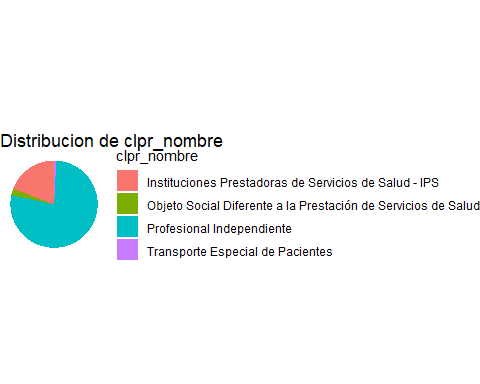 Distribucion de clpr_nombre
clpr_nombre
Instituciones Prestadoras de Servicios de Salud - IPS
Objeto Social Diferente a la Prestación de Servicios de Salud
Profesional Independiente
Transporte Especial de Pacientes